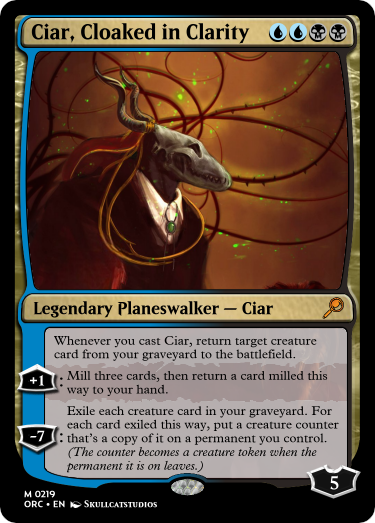 Ciar, Cloaked in Clarity
Legendary Planeswalker — Ciar
Whenever you cast Ciar, return target creature
card from your graveyard to the battlefield.
+1: Mill three cards, then return a card milled this
way to your hand.
Exile each creature card in your graveyard. For
each card exiled this way, put a creature counter
-7: that's a copy of it on a permanent you control.
(The counter becomes a creature token when the
permanent it is on leaves.)
5
M 0219
ORC • EN SKULLCATSTUDIOS